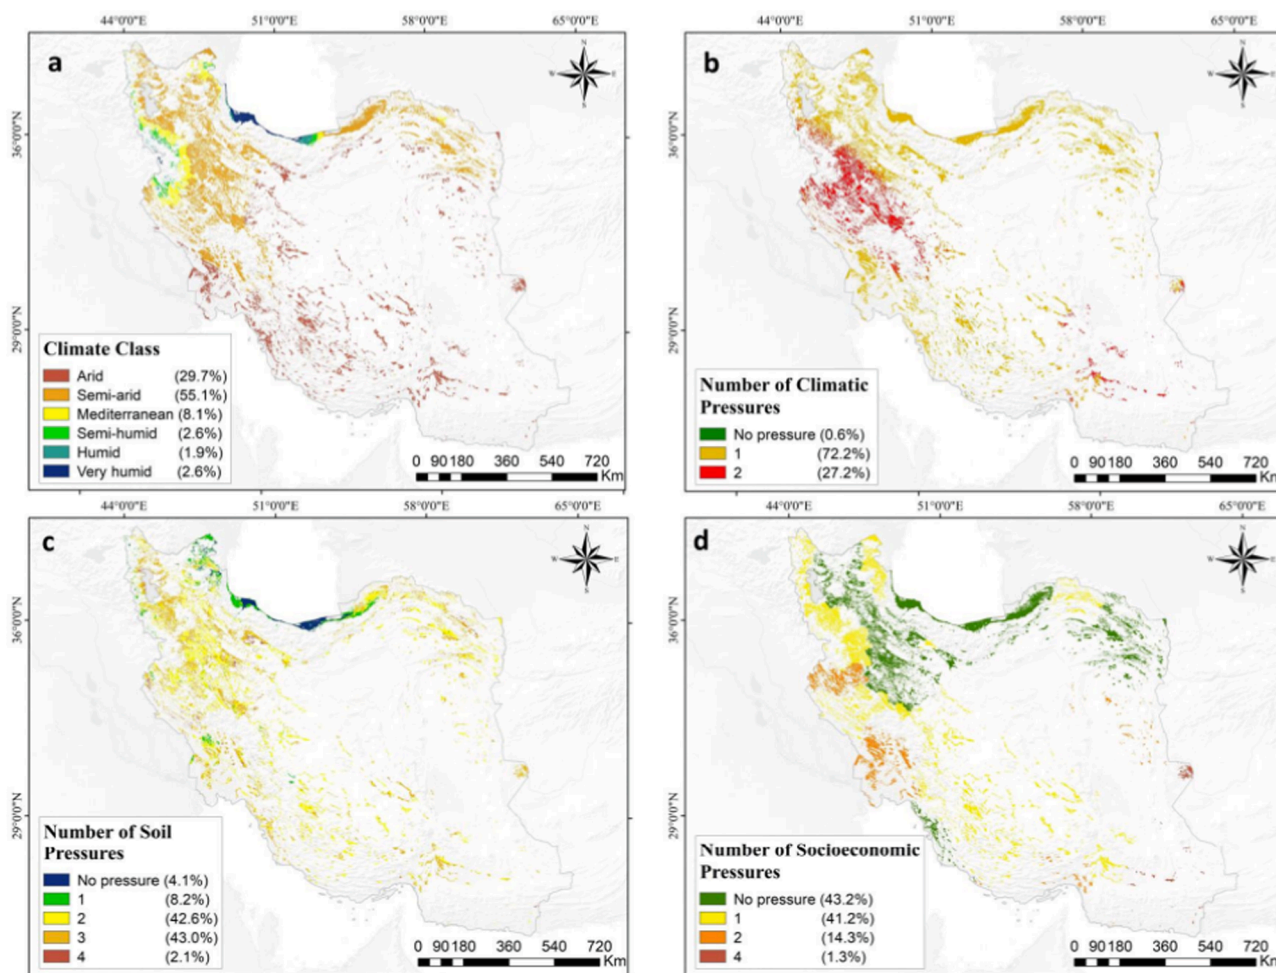 44°0'0"E 51°0'0"E 58°0'0"E 65°0'0"E
44°0'0"E 51°0'0"E 58°0'0"E 65°0'0"E
a
N
W E
S
36°0'0"N
29°0'0"N
Climate Class
Arid (29.7%)
Semi-arid (55.1%)
Mediterranean (8.1%)
Semi-humid (2.6%)
Humid (1.9%)
Very humid (2.6%)
0 90 180 360 540 720
Km
b
N
W E
S
36°0'0"N
29°0'0"N
Number of Climatic
Pressures
No pressure (0.6%)
1 (72.2%)
2 (27.2%)
0 90 180 360 540 720
Km
44°0'0"E 51°0'0"E 58°0'0"E 65°0'0"E
44°0'0"E 51°0'0"E 58°0'0"E 65°0'0"E
c
N
W E
S
36°0'0"N
29°0'0"N
Number of Soil
Pressures
No pressure (4.1%)
1 (8.2%)
2 (42.6%)
3 (43.0%)
4 (2.1%)
0 90 180 360 540 720
Km
d
N
W E
S
36°0'0"N
29°0'0"N
Number of Socioeconomic
Pressures
No pressure (43.2%)
1 (41.2%)
2 (14.3%)
4 (1.3%)
0 90 180 360 540 720
Km